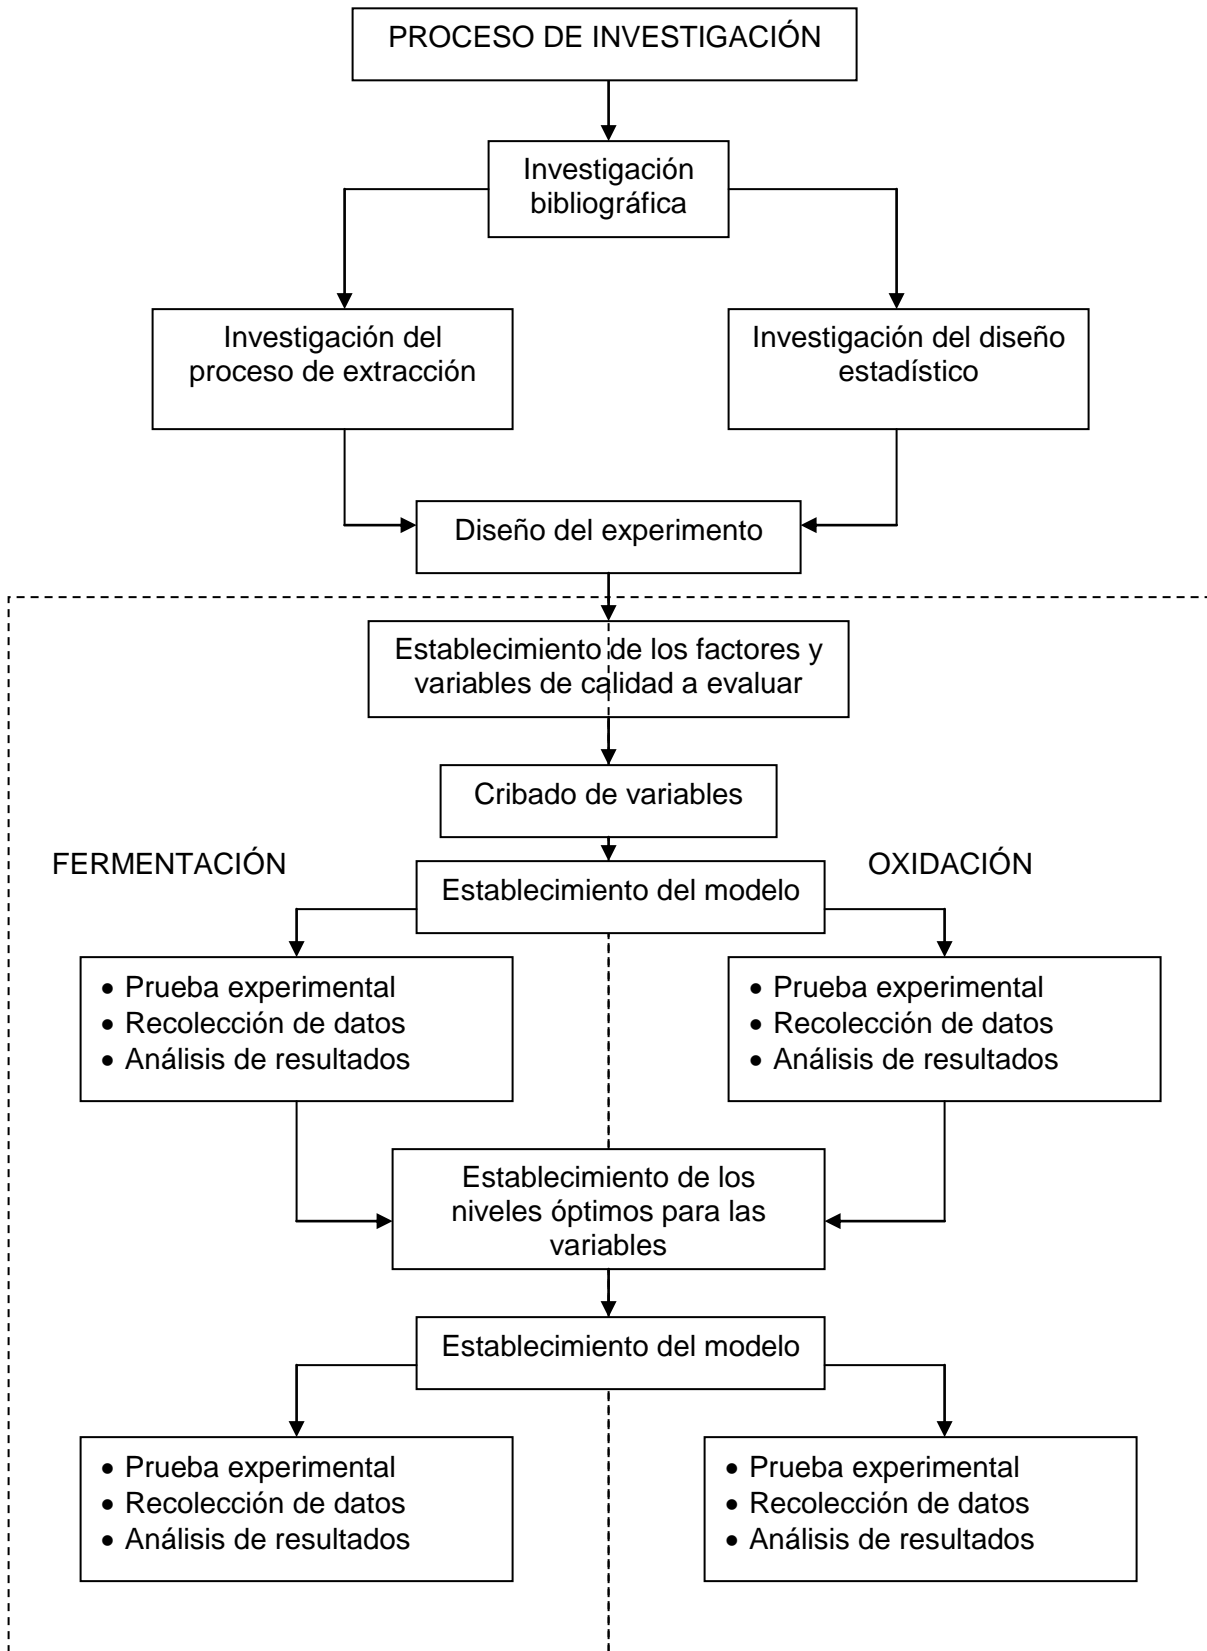 PROCESO DE INVESTIGACIÓN
Investigación
bibliográfica
Investigación del
proceso de extracción
Investigación del diseño
estadístico
Diseño del experimento
Establecimiento de los factores y
variables de calidad a evaluar
Cribado de variables
FERMENTACIÓN
OXIDACIÓN
Establecimiento del modelo
• Prueba experimental
• Recolección de datos
• Análisis de resultados
• Prueba experimental
• Recolección de datos
• Análisis de resultados
Establecimiento de los
niveles óptimos para las
variables
Establecimiento del modelo
• Prueba experimental
• Recolección de datos
• Análisis de resultados
• Prueba experimental
• Recolección de datos
• Análisis de resultados